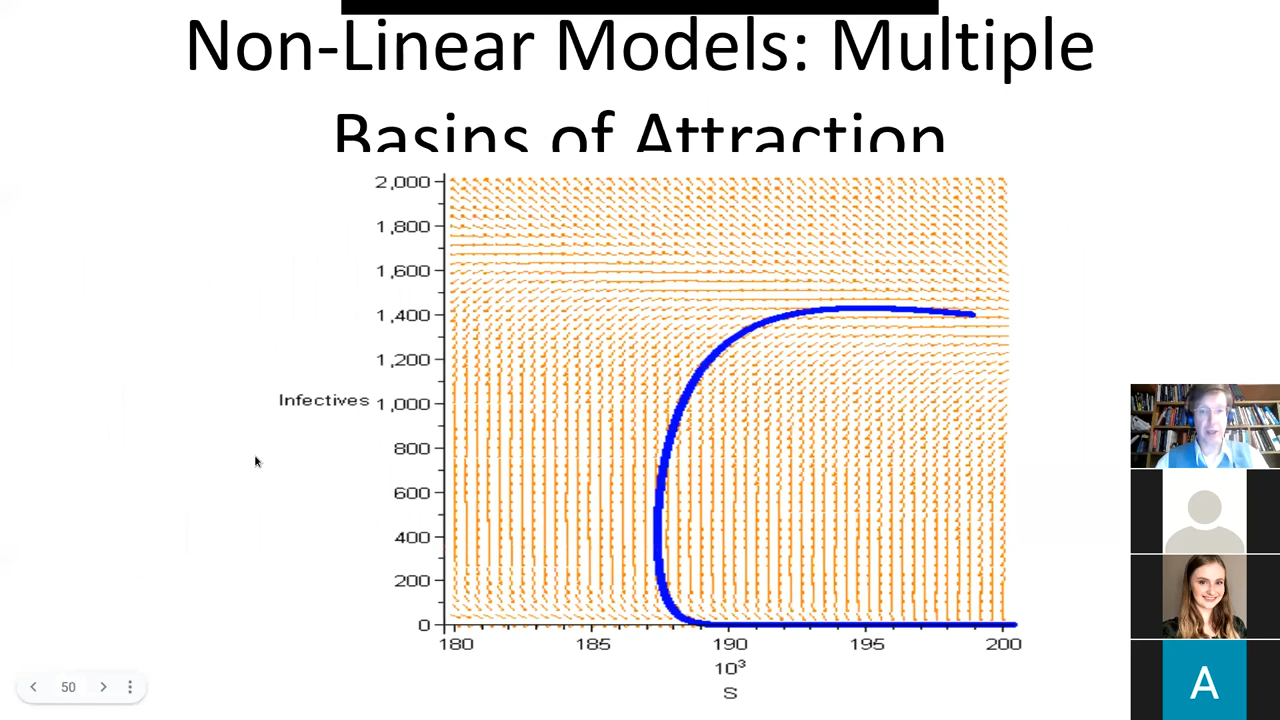 Non-Linear Models: Multiple
Basins of Attraction
2,000
1,800
1,600
1,400
1,200
Infectives 1,000
800
600
400
200
0
180 185 190 195 200
10³
S
50
A